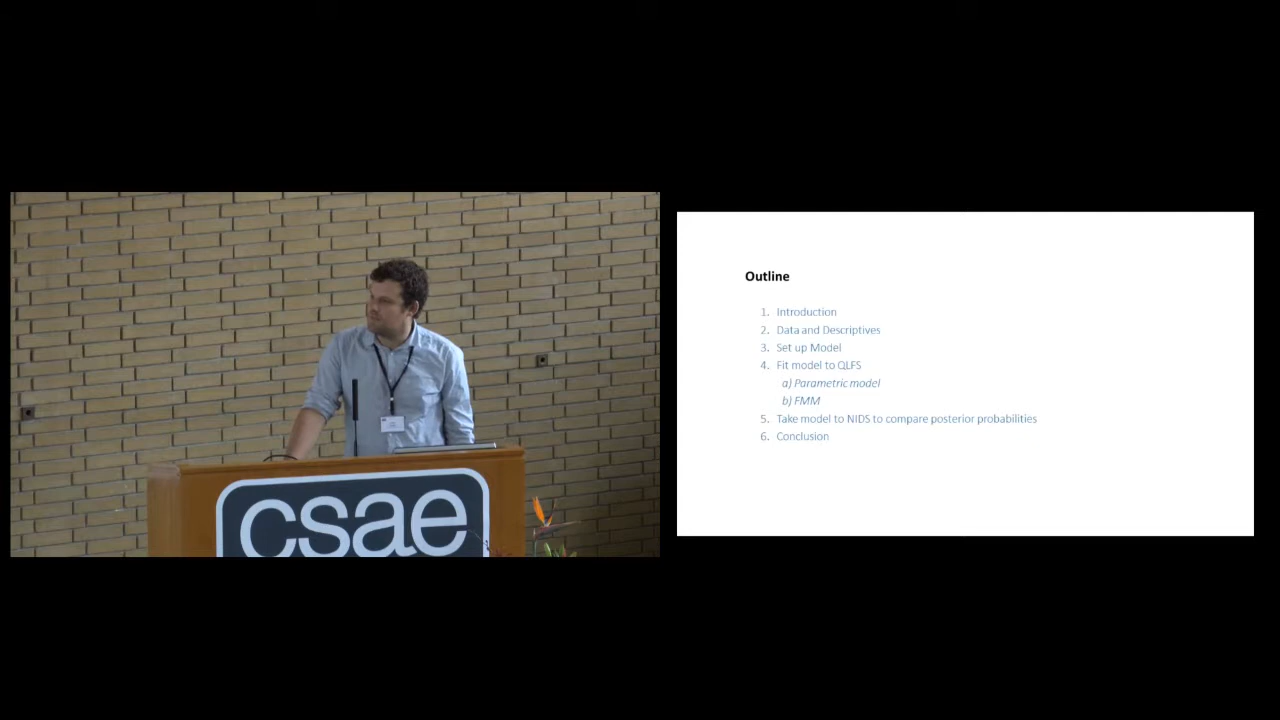 csae
Outline
1. Introduction
2. Data and Descriptives
3. Set up Model
4. Fit model to QLFS
a) Parametric model
b) FMM
5. Take model to NIDS to compare posterior probabilities
6. Conclusion